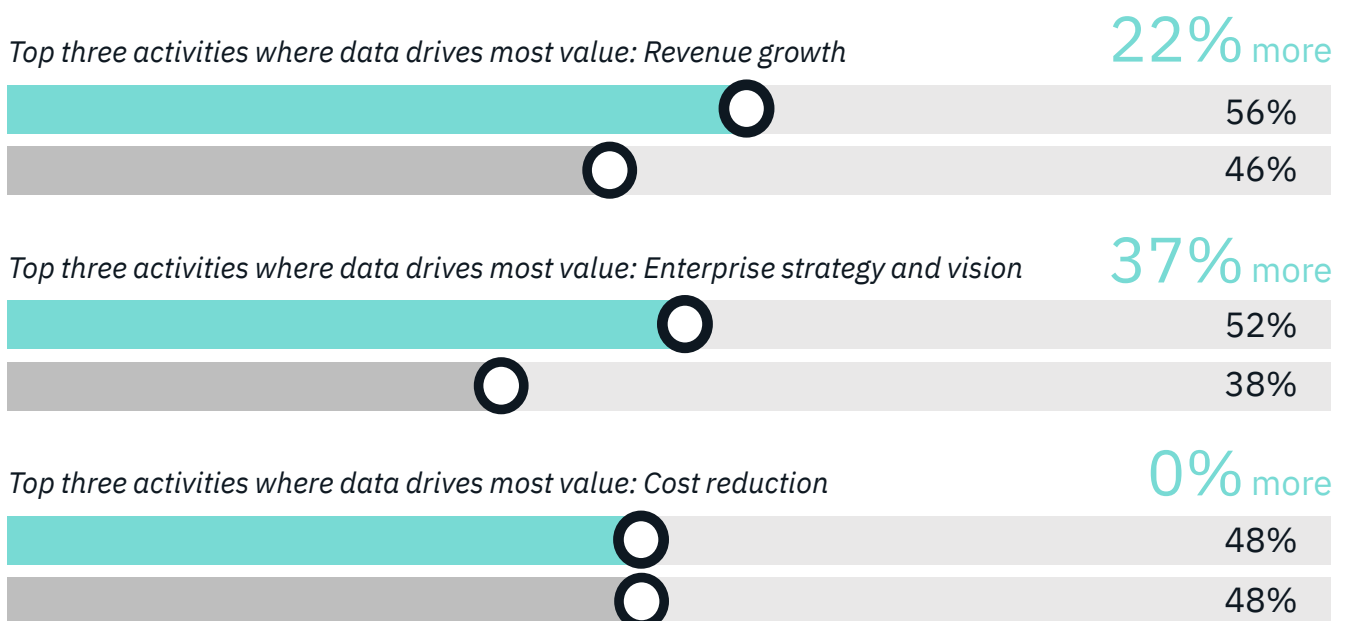 Top three activities where data drives most value: Revenue growth 22% more
56%
46%
Top three activities where data drives most value: Enterprise strategy and vision 37% more
52%
38%
Top three activities where data drives most value: Cost reduction 0% more
48%
48%